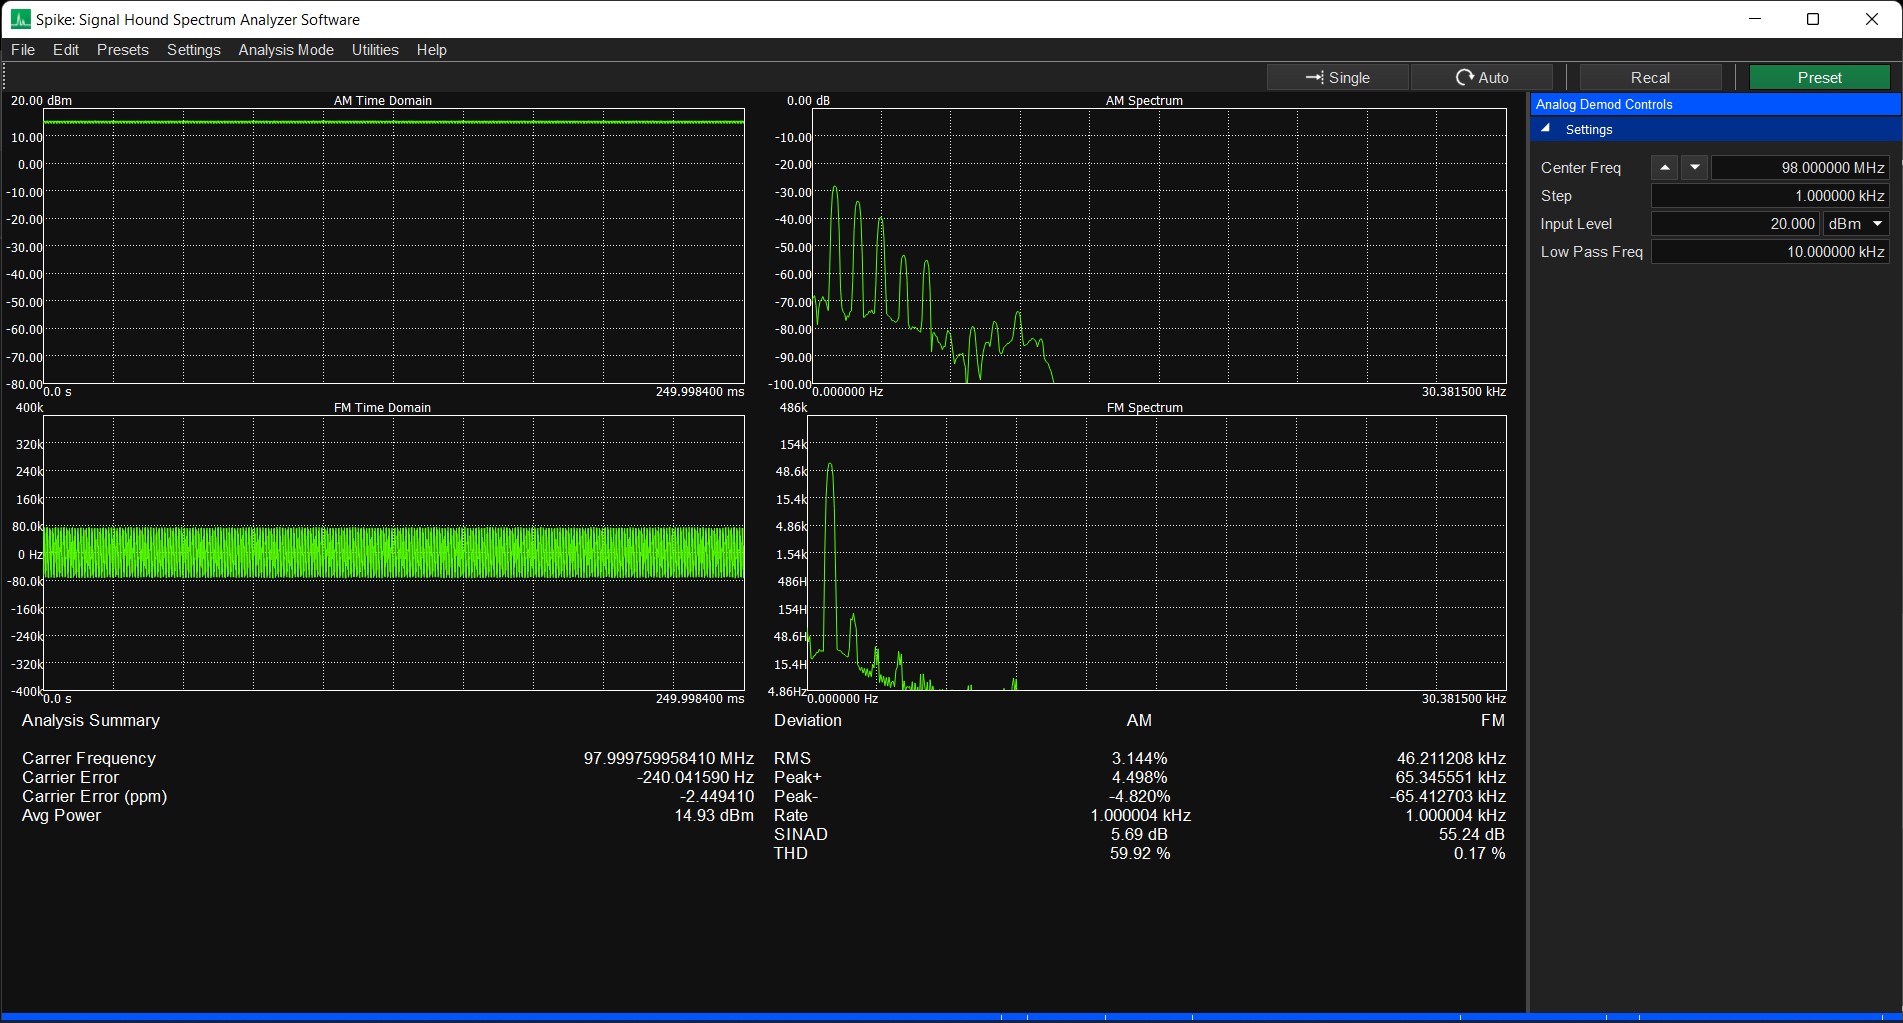 Spike: Signal Hound Spectrum Analyzer Software
File Edit Presets Settings Analysis Mode Utilities Help
Single Auto Recal Preset
20.00 dBm AM Time Domain
10.00
0.00
-10.00
-20.00
-30.00
-40.00
-50.00
-60.00
-70.00
-80.00
0.0 s 249.998400 ms
0.00 dB AM Spectrum
-10.00
-20.00
-30.00
-40.00
-50.00
-60.00
-70.00
-80.00
-90.00
-100.00
0.000000 Hz 30.381500 kHz
400k FM Time Domain
320k
240k
160k
80.0k
0 Hz
-80.0k
-160k
-240k
-320k
-400k
0.0 s 249.998400 ms
486k FM Spectrum
154k
48.6k
15.4k
4.86k
1.54k
486H
154H
48.6H
15.4H
4.86Hz
0.000000 Hz 30.381500 kHz
Analysis Summary
Carrer Frequency 97.999759958410 MHz
Carrier Error -240.041590 Hz
Carrier Error (ppm) -2.449410
Avg Power 14.93 dBm
Deviation AM FM
RMS 3.144% 46.211208 kHz
Peak+ 4.498% 65.345551 kHz
Peak- -4.820% -65.412703 kHz
Rate 1.000004 kHz 1.000004 kHz
SINAD 5.69 dB 55.24 dB
THD 59.92 % 0.17 %
Analog Demod Controls
Settings
Center Freq 98.000000 MHz
Step 1.000000 kHz
Input Level 20.000 dBm
Low Pass Freq 10.000000 kHz